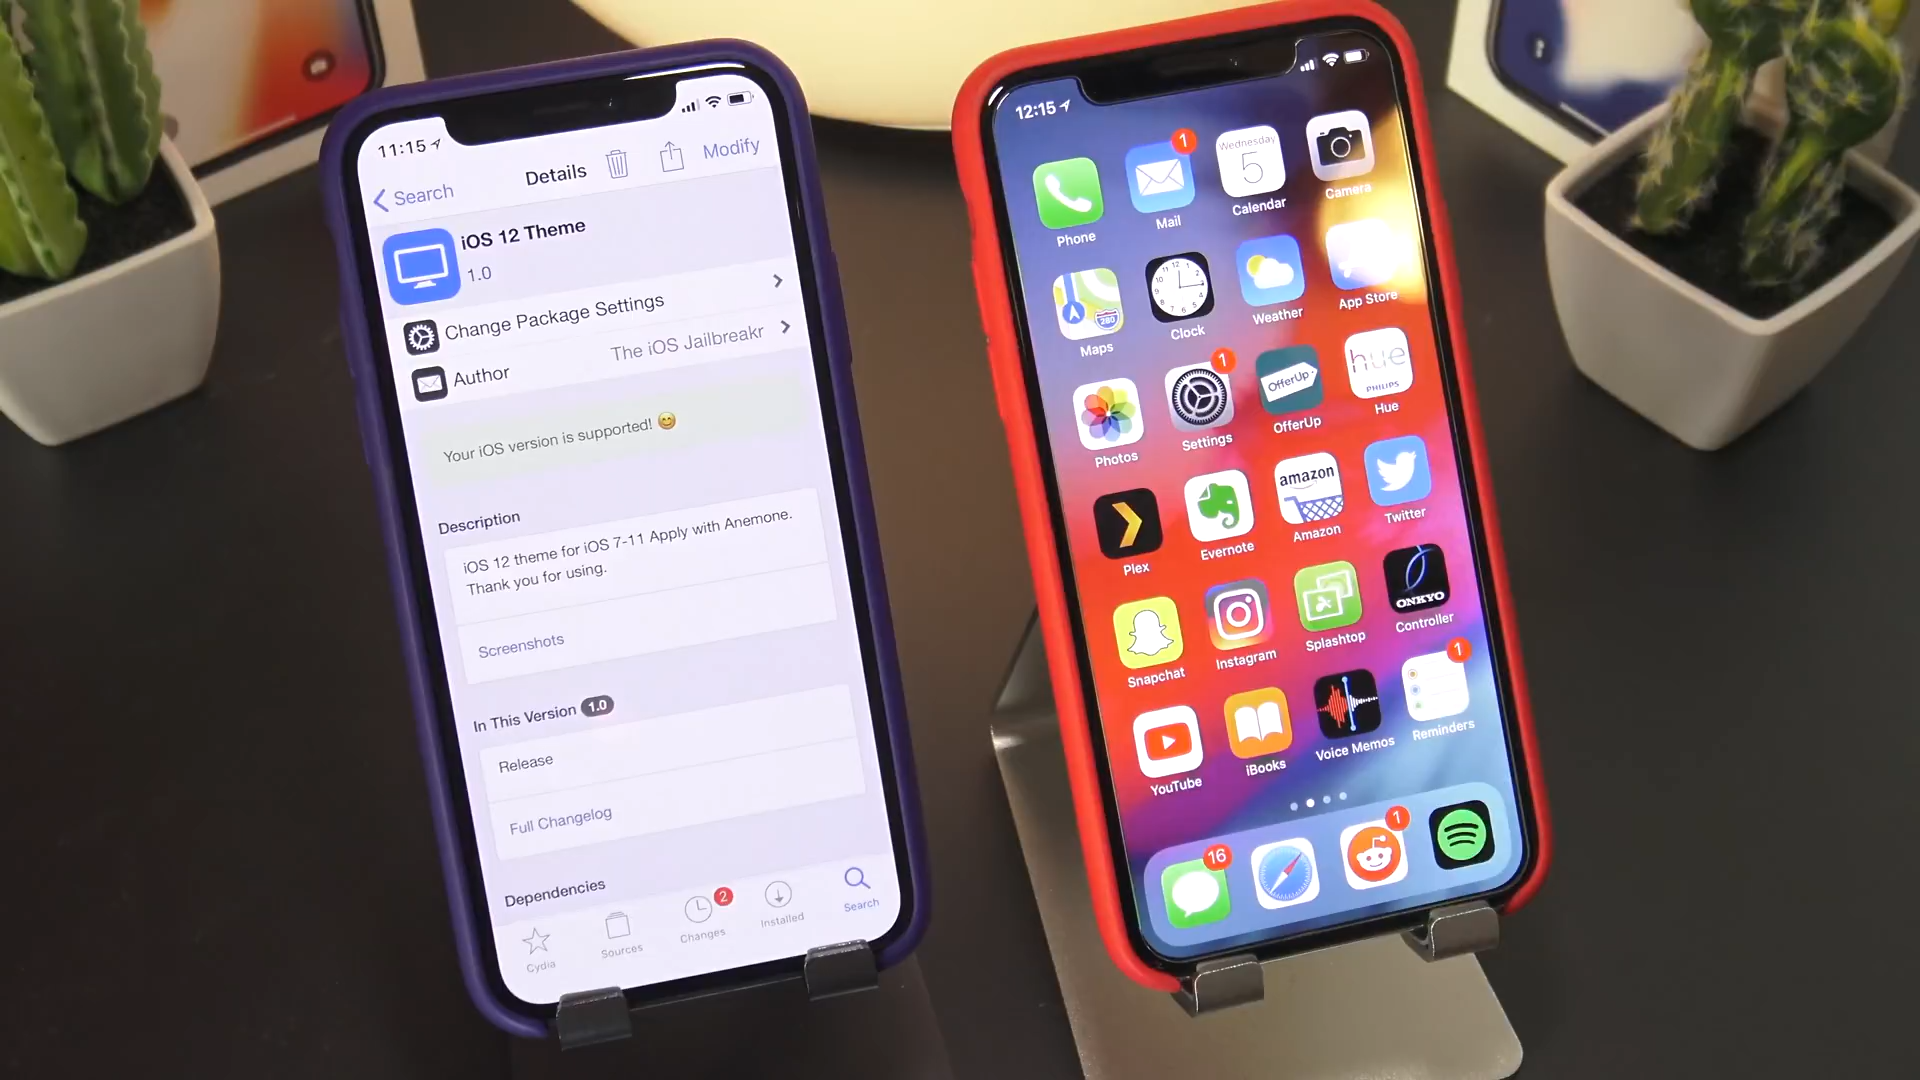 11:15
Search
Details
Modify
iOS 12 Theme
1.0
Change Package Settings
The iOS Jailbreakr
Author
Your iOS version is supported! 😊
Description
iOS 12 theme for iOS 7-11 Apply with Anemone.
Thank you for using.
Screenshots
In This Version 1.0
Release
Full Changelog
Dependencies
2
Cydia
Sources
Changes
Installed
Search
12:15
1
Wednesday
5
Phone
Mail
Calendar
Camera
280
Maps
Clock
Weather
App Store
1
OfferUp
hue
PHILIPS
Photos
Settings
OfferUp
Hue
amazon
Plex
Evernote
Amazon
Twitter
ONKYO
Snapchat
Instagram
Splashtop
Controller
1
YouTube
iBooks
Voice Memos
Reminders
16
1